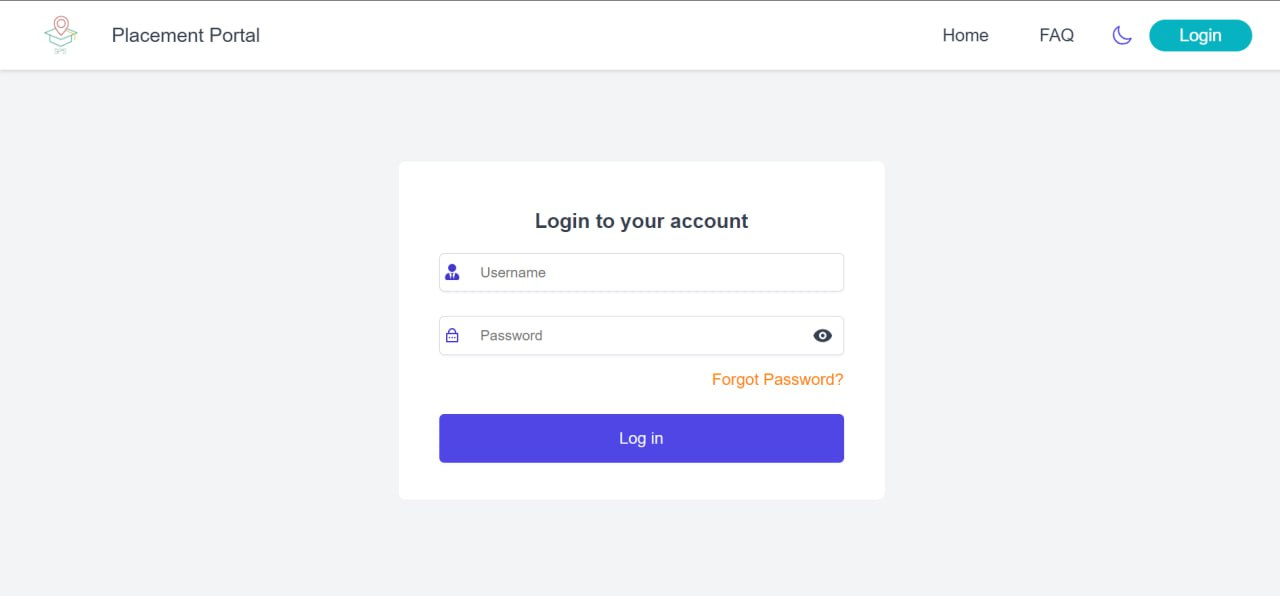 Placement Portal
Home
FAQ
Login
Login to your account
Username
Password
Forgot Password?
Log in